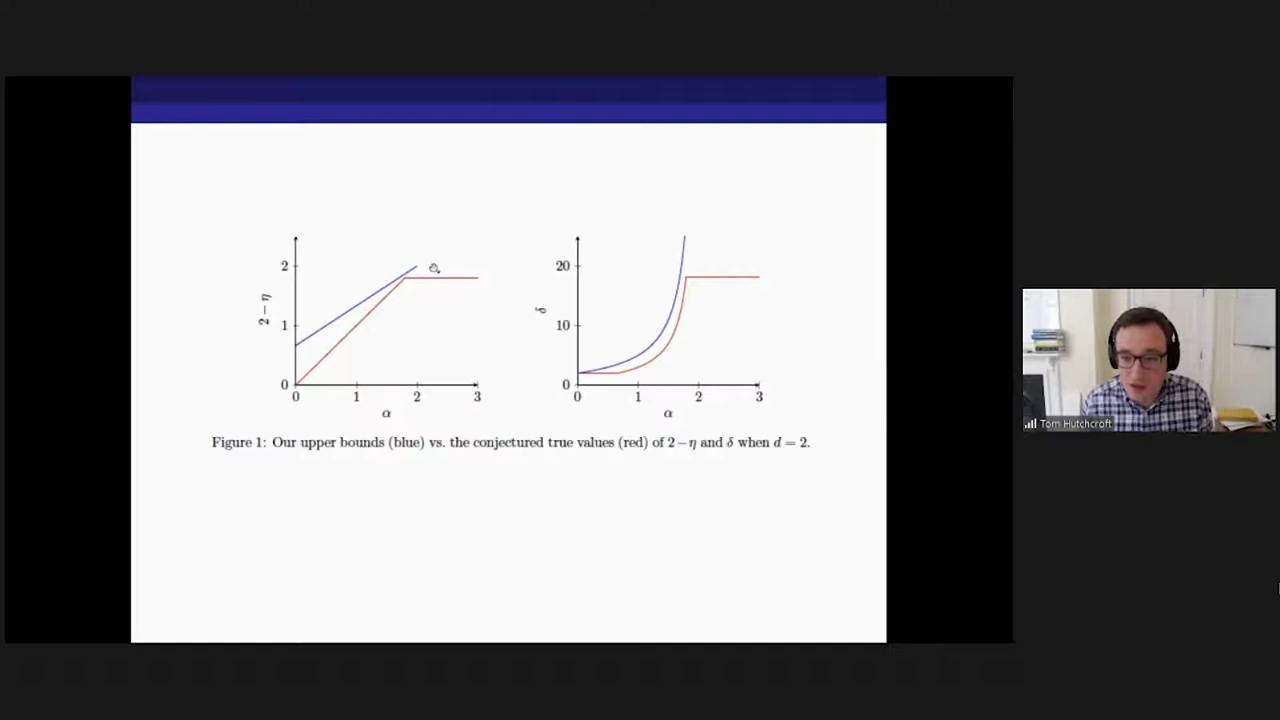 2
1
0
2 − η
0
1
2
3
α
20
10
0
δ
0
1
2
3
α
Figure 1: Our upper bounds (blue) vs. the conjectured true values (red) of 2−η and δ when d = 2.
Tom Hutchcroft